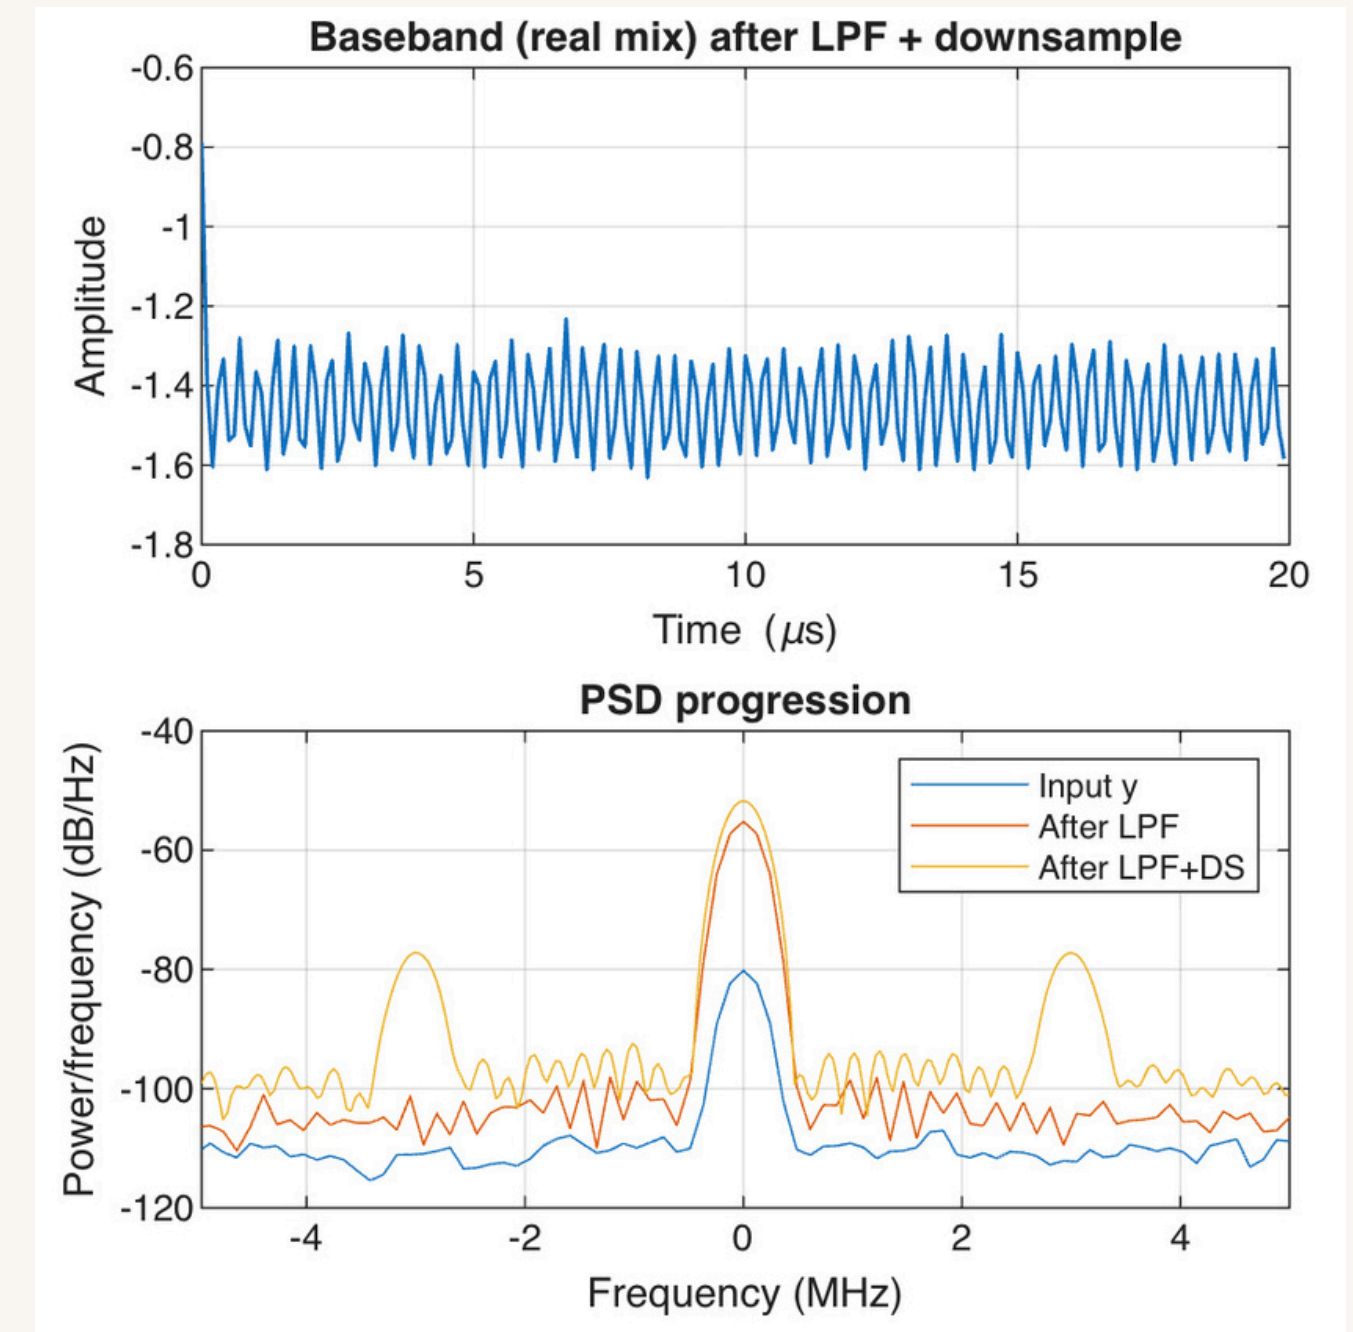 Baseband (real mix) after LPF + downsample
-0.6
-0.8
-1
-1.2
-1.4
-1.6
-1.8
Amplitude
0 5 10 15 20
Time (μs)
PSD progression
-40
-60
-80
-100
-120
Power/frequency (dB/Hz)
Input y
After LPF
After LPF+DS
-4 -2 0 2 4
Frequency (MHz)